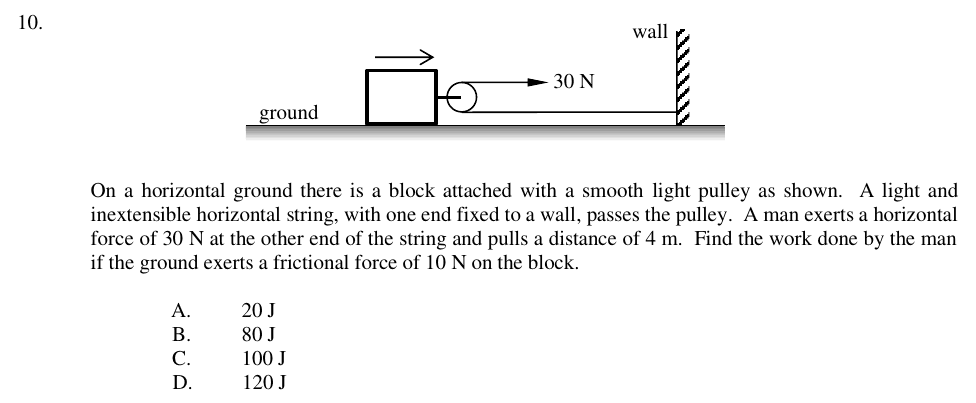 10.
wall
30 N
ground
On a horizontal ground there is a block attached with a smooth light pulley as shown. A light and
inextensible horizontal string, with one end fixed to a wall, passes the pulley. A man exerts a horizontal
force of 30 N at the other end of the string and pulls a distance of 4 m. Find the work done by the man
if the ground exerts a frictional force of 10 N on the block.
A. 20 J
B. 80 J
C. 100 J
D. 120 J